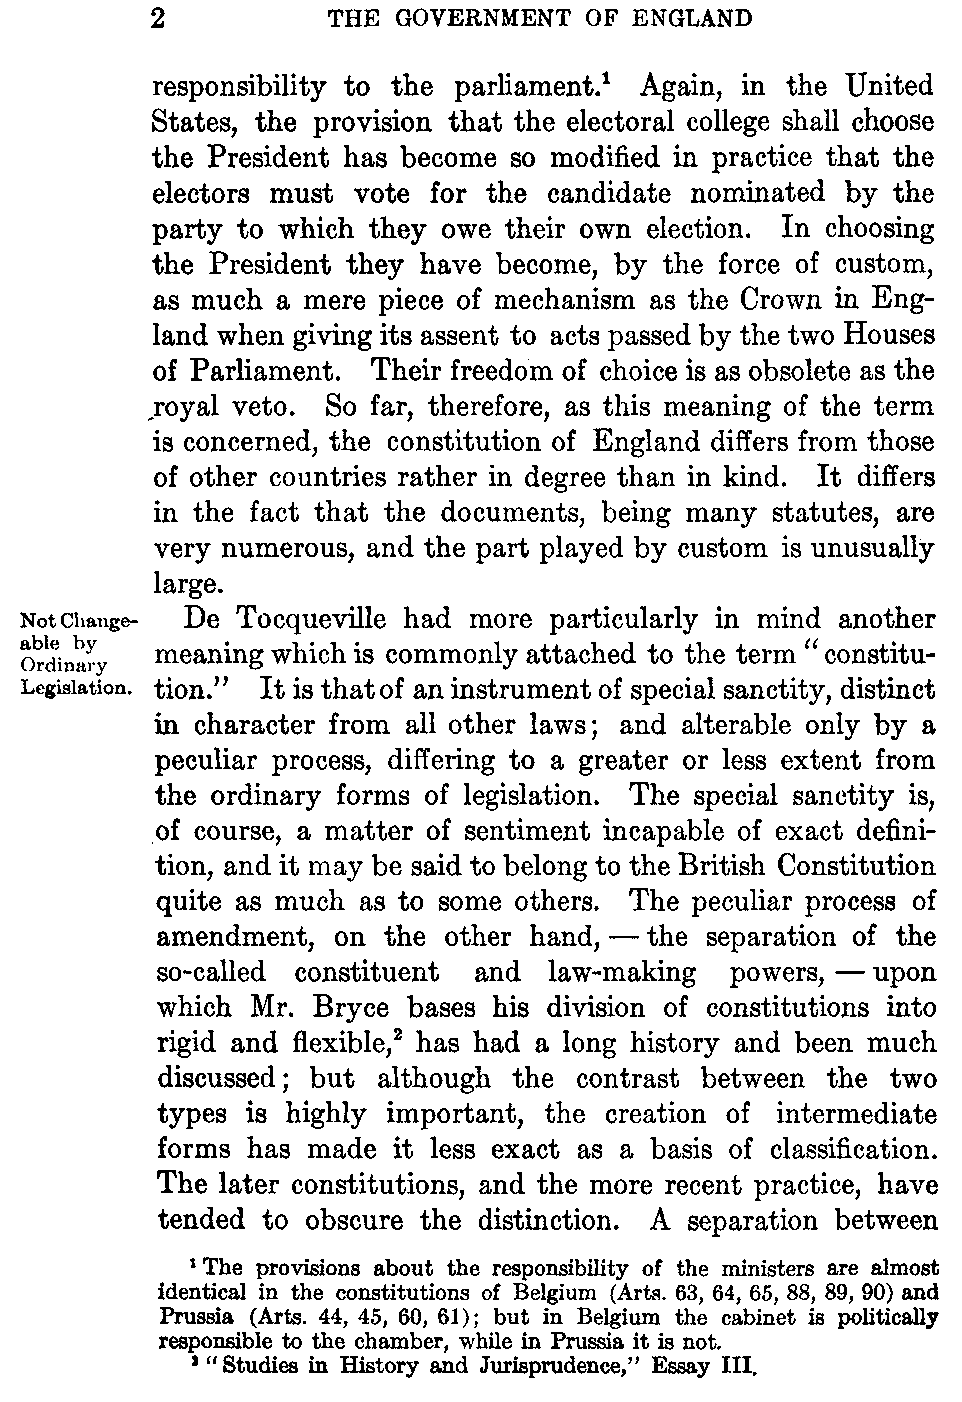 2 THE GOVERNMENT OF ENGLAND
responsibility to the parliament.¹ Again, in the United
States, the provision that the electoral college shall choose
the President has become so modified in practice that the
electors must vote for the candidate nominated by the
party to which they owe their own election. In choosing
the President they have become, by the force of custom,
as much a mere piece of mechanism as the Crown in Eng-
land when giving its assent to acts passed by the two Houses
of Parliament. Their freedom of choice is as obsolete as the
royal veto. So far, therefore, as this meaning of the term
is concerned, the constitution of England differs from those
of other countries rather in degree than in kind. It differs
in the fact that the documents, being many statutes, are
very numerous, and the part played by custom is unusually
large.
Not Change-
able by
Ordinary
Legislation.
De Tocqueville had more particularly in mind another
meaning which is commonly attached to the term "constitu-
tion." It is that of an instrument of special sanctity, distinct
in character from all other laws; and alterable only by a
peculiar process, differing to a greater or less extent from
the ordinary forms of legislation. The special sanctity is,
of course, a matter of sentiment incapable of exact defini-
tion, and it may be said to belong to the British Constitution
quite as much as to some others. The peculiar process of
amendment, on the other hand, — the separation of the
so-called constituent and law-making powers, — upon
which Mr. Bryce bases his division of constitutions into
rigid and flexible,² has had a long history and been much
discussed; but although the contrast between the two
types is highly important, the creation of intermediate
forms has made it less exact as a basis of classification.
The later constitutions, and the more recent practice, have
tended to obscure the distinction. A separation between
¹ The provisions about the responsibility of the ministers are almost
identical in the constitutions of Belgium (Arts. 63, 64, 65, 88, 89, 90) and
Prussia (Arts. 44, 45, 60, 61); but in Belgium the cabinet is politically
responsible to the chamber, while in Prussia it is not.
² "Studies in History and Jurisprudence," Essay III.